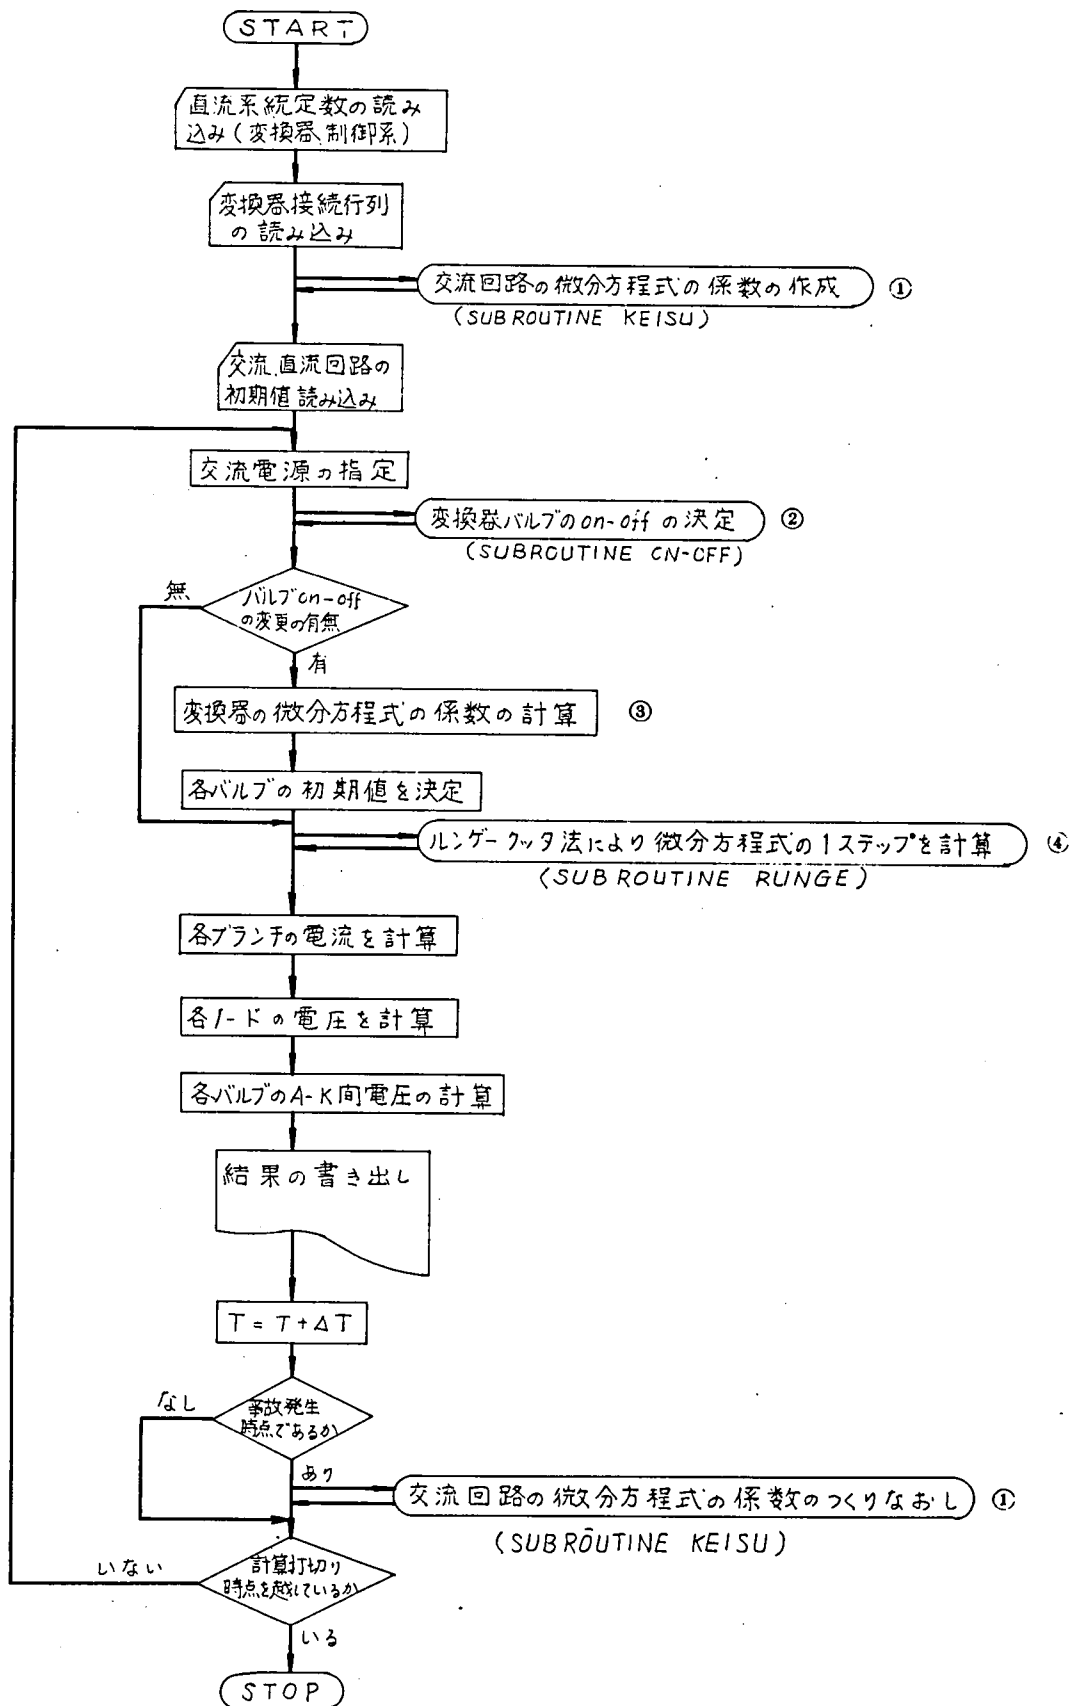 START
直流系統定数の読み
込み(変換器、制御系)
変換器接続行列
の読み込み
交流回路の微分方程式の係数の作成 ①
(SUBROUTINE KEISU)
交流、直流回路の
初期値読み込み
交流電源の指定
変換器バルブのon-off の決定 ②
(SUBROUTINE ON-OFF)
無
バルブon-off
の変更の有無
有
変換器の微分方程式の係数の計算 ③
各バルブの初期値を決定
ルンゲークッタ法により微分方程式の1ステップを計算 ④
(SUBROUTINE RUNGE)
各ブランチの電流を計算
各ノードの電圧を計算
各バルブのA-K間電圧の計算
結果の書き出し
T = T + ΔT
なし
事故発生
時点であるか
あり
交流回路の微分方程式の係数のつくりなおし ①
(SUBROUTINE KEISU)
いない
計算打切り
時点を越しているか
いる
STOP